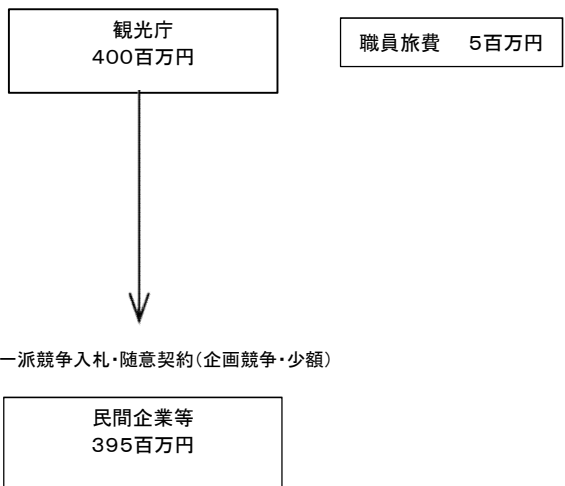 観光庁
400百万円
職員旅費 5百万円
一派競争入札・随意契約(企画競争・少額)
民間企業等
395百万円